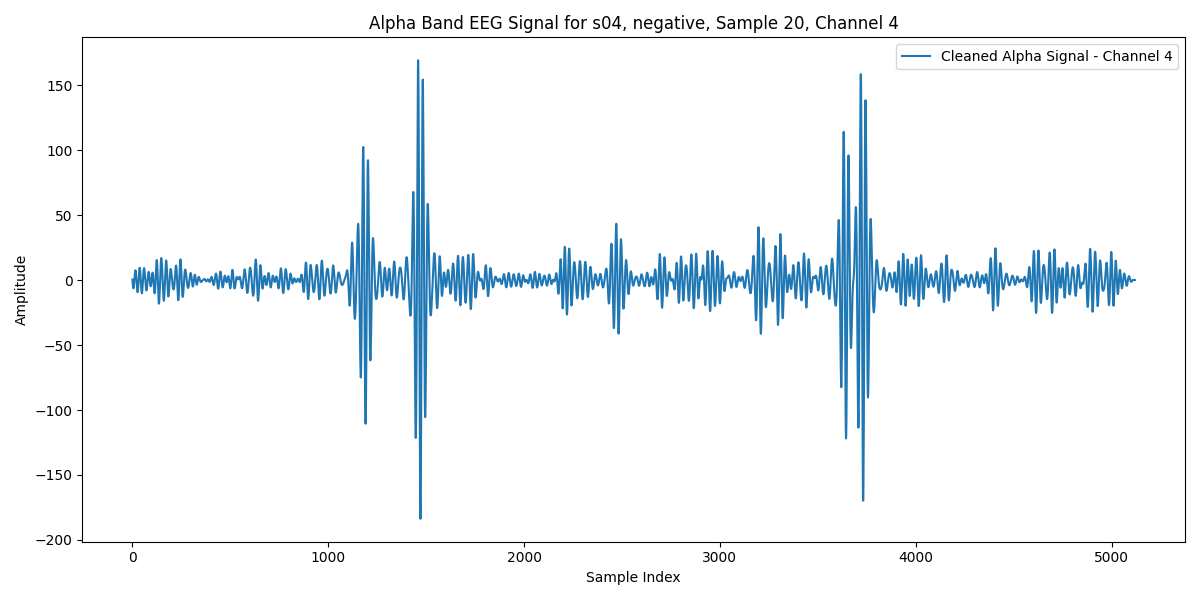 Alpha Band EEG Signal for s04, negative, Sample 20, Channel 4
Cleaned Alpha Signal - Channel 4
Amplitude
150
100
50
0
−50
−100
−150
−200
0 1000 2000 3000 4000 5000
Sample Index